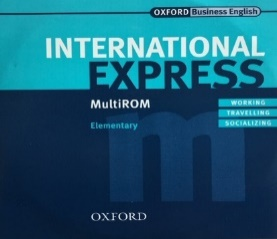 OXFORD Business English
INTERNATIONAL
EXPRESS
MultiROM
WORKING
TRAVELLING
SOCIALIZING
Elementary
m
OXFORD